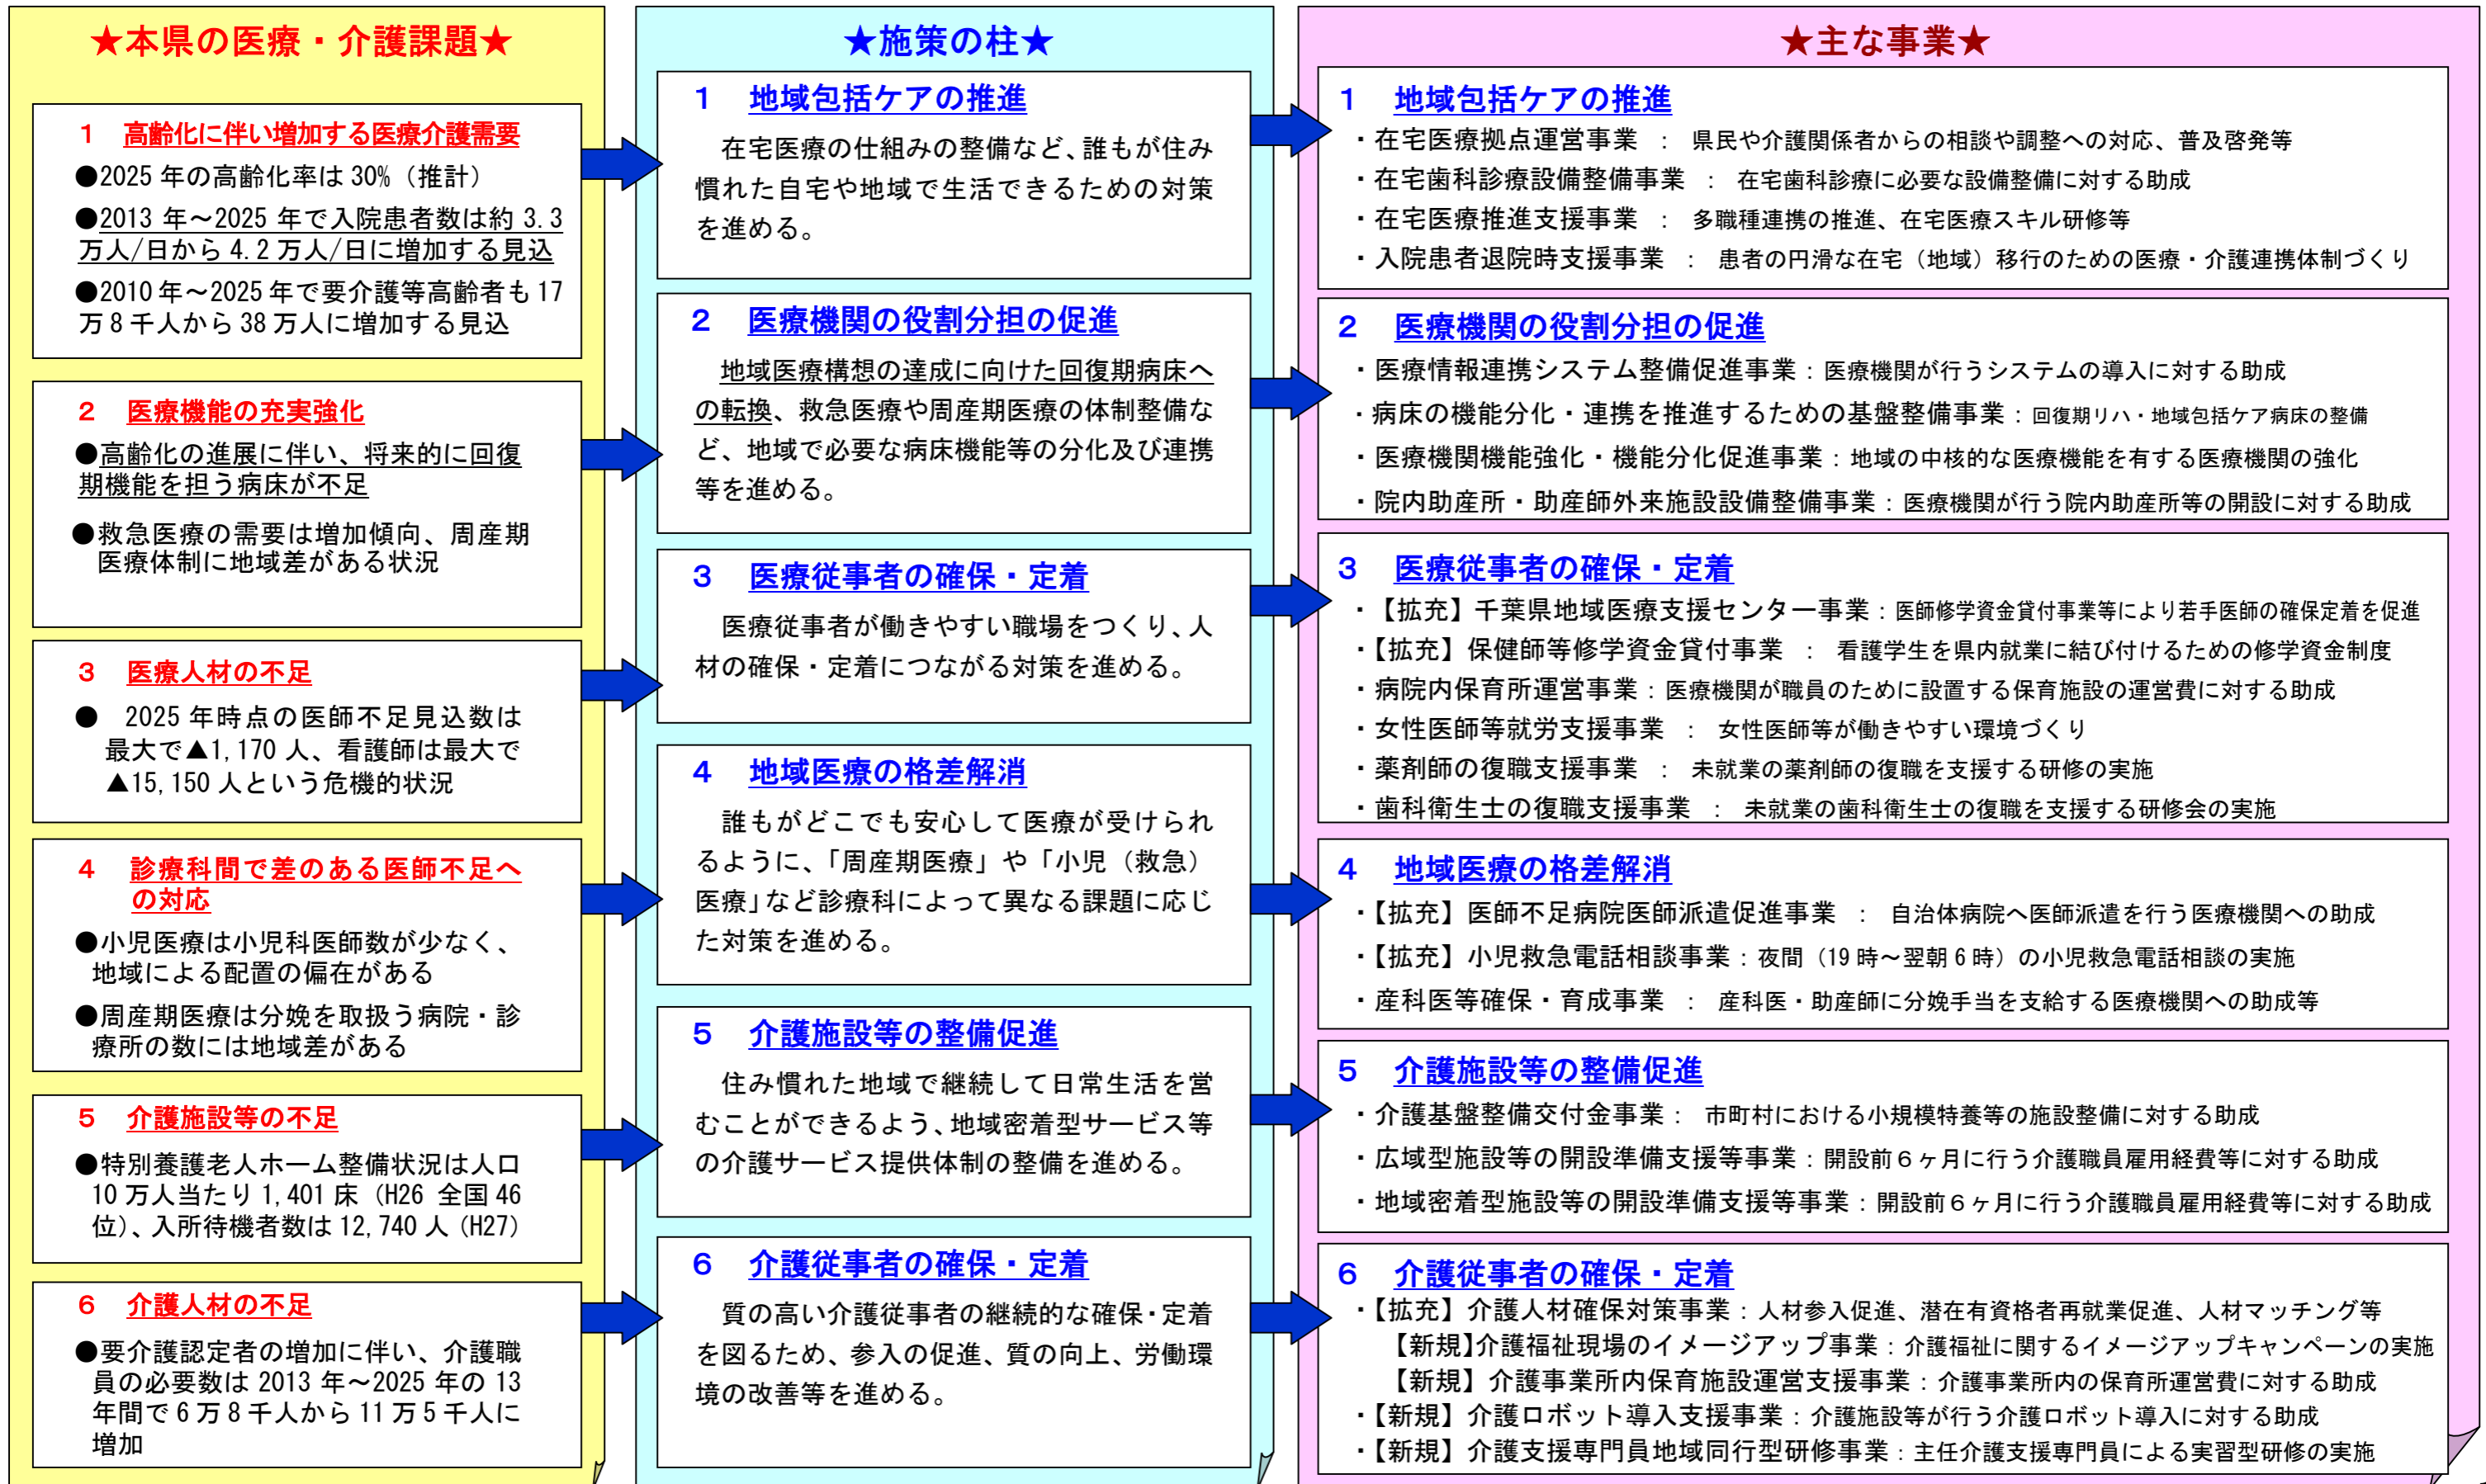 ★本県の医療・介護課題★
1 高齢化に伴い増加する医療介護需要
●2025年の高齢化率は30%（推計）
●2013年～2025年で入院患者数は約3.3
万人/日から4.2万人/日に増加する見込
●2010年～2025年で要介護等高齢者も17
万8千人から38万人に増加する見込
2 医療機能の充実強化
●高齢化の進展に伴い、将来的に回復
期機能を担う病床が不足
●救急医療の需要は増加傾向、周産期
医療体制に地域差がある状況
3 医療人材の不足
● 2025年時点の医師不足見込数は
最大で▲1,170人、看護師は最大で
▲15,150人という危機的状況
4 診療科間で差のある医師不足へ
の対応
●小児医療は小児科医師数が少なく、
地域による配置の偏在がある
●周産期医療は分娩を取扱う病院・診
療所の数には地域差がある
5 介護施設等の不足
●特別養護老人ホーム整備状況は人口
10万人当たり1,401床（H26 全国46
位）、入所待機者数は12,740人（H27）
6 介護人材の不足
●要介護認定者の増加に伴い、介護職
員の必要数は2013年～2025年の13
年間で6万8千人から11万5千人に
増加
★施策の柱★
1 地域包括ケアの推進
在宅医療の仕組みの整備など、誰もが住み
慣れた自宅や地域で生活できるための対策
を進める。
2 医療機関の役割分担の促進
地域医療構想の達成に向けた回復期病床へ
の転換、救急医療や周産期医療の体制整備な
ど、地域で必要な病床機能等の分化及び連携
等を進める。
3 医療従事者の確保・定着
医療従事者が働きやすい職場をつくり、人
材の確保・定着につながる対策を進める。
4 地域医療の格差解消
誰もがどこでも安心して医療が受けられ
るように、「周産期医療」や「小児（救急）
医療」など診療科によって異なる課題に応じ
た対策を進める。
5 介護施設等の整備促進
住み慣れた地域で継続して日常生活を営
むことができるよう、地域密着型サービス等
の介護サービス提供体制の整備を進める。
6 介護従事者の確保・定着
質の高い介護従事者の継続的な確保・定着
を図るため、参入の促進、質の向上、労働環
境の改善等を進める。
★主な事業★
1 地域包括ケアの推進
・在宅医療拠点運営事業 ： 県民や介護関係者からの相談や調整への対応、普及啓発等
・在宅歯科診療設備整備事業 ： 在宅歯科診療に必要な設備整備に対する助成
・在宅医療推進支援事業 ： 多職種連携の推進、在宅医療スキル研修等
・入院患者退院時支援事業 ： 患者の円滑な在宅（地域）移行のための医療・介護連携体制づくり
2 医療機関の役割分担の促進
・医療情報連携システム整備促進事業：医療機関が行うシステムの導入に対する助成
・病床の機能分化・連携を推進するための基盤整備事業：回復期リハ・地域包括ケア病床の整備
・医療機関機能強化・機能分化促進事業：地域の中核的な医療機能を有する医療機関の強化
・院内助産所・助産師外来施設設備整備事業：医療機関が行う院内助産所等の開設に対する助成
3 医療従事者の確保・定着
・【拡充】千葉県地域医療支援センター事業：医師修学資金貸付事業等により若手医師の確保定着を促進
・【拡充】保健師等修学資金貸付事業 ： 看護学生を県内就業に結び付けるための修学資金制度
・病院内保育所運営事業：医療機関が職員のために設置する保育施設の運営費に対する助成
・女性医師等就労支援事業 ： 女性医師等が働きやすい環境づくり
・薬剤師の復職支援事業 ： 未就業の薬剤師の復職を支援する研修の実施
・歯科衛生士の復職支援事業 ： 未就業の歯科衛生士の復職を支援する研修会の実施
4 地域医療の格差解消
・【拡充】医師不足病院医師派遣促進事業 ： 自治体病院へ医師派遣を行う医療機関への助成
・【拡充】小児救急電話相談事業：夜間（19時～翌朝6時）の小児救急電話相談の実施
・産科医等確保・育成事業 ： 産科医・助産師に分娩手当を支給する医療機関への助成等
5 介護施設等の整備促進
・介護基盤整備交付金事業： 市町村における小規模特養等の施設整備に対する助成
・広域型施設等の開設準備支援等事業：開設前6ヶ月に行う介護職員雇用経費等に対する助成
・地域密着型施設等の開設準備支援等事業：開設前6ヶ月に行う介護職員雇用経費等に対する助成
6 介護従事者の確保・定着
・【拡充】介護人材確保対策事業：人材参入促進、潜在有資格者再就業促進、人材マッチング等
【新規】介護福祉現場のイメージアップ事業：介護福祉に関するイメージアップキャンペーンの実施
【新規】介護事業所内保育施設運営支援事業：介護事業所内の保育所運営費に対する助成
・【新規】介護ロボット導入支援事業：介護施設等が行う介護ロボット導入に対する助成
・【新規】介護支援専門員地域同行型研修事業：主任介護支援専門員による実習型研修の実施